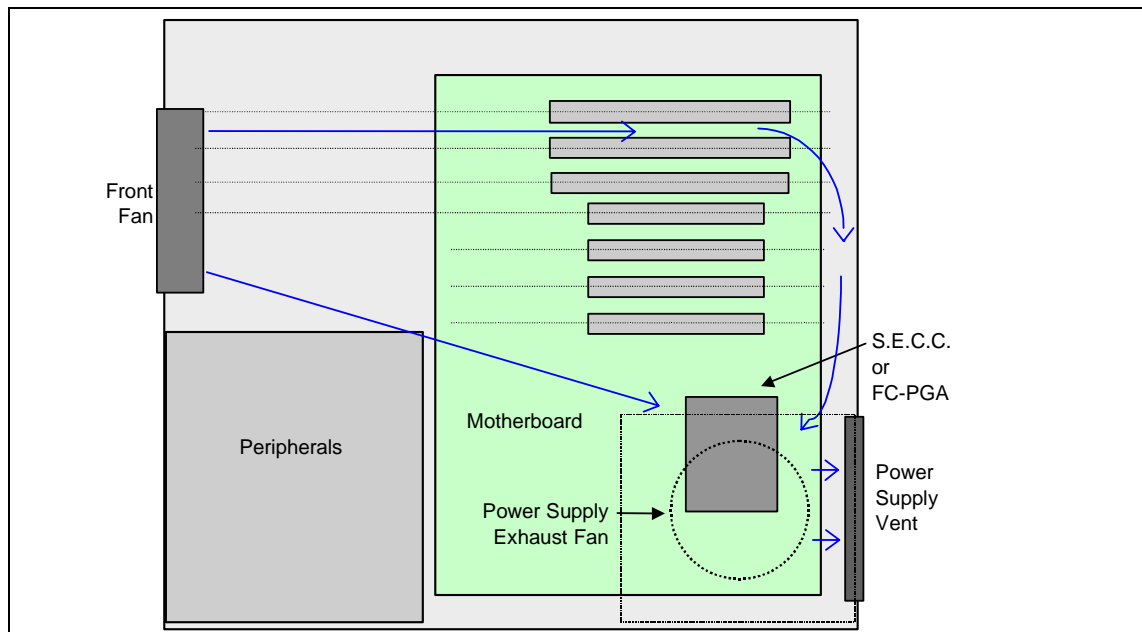 Front
Fan
S.E.C.C.
or
FC-PGA
Motherboard
Peripherals
Power
Supply
Vent
Power Supply
Exhaust Fan